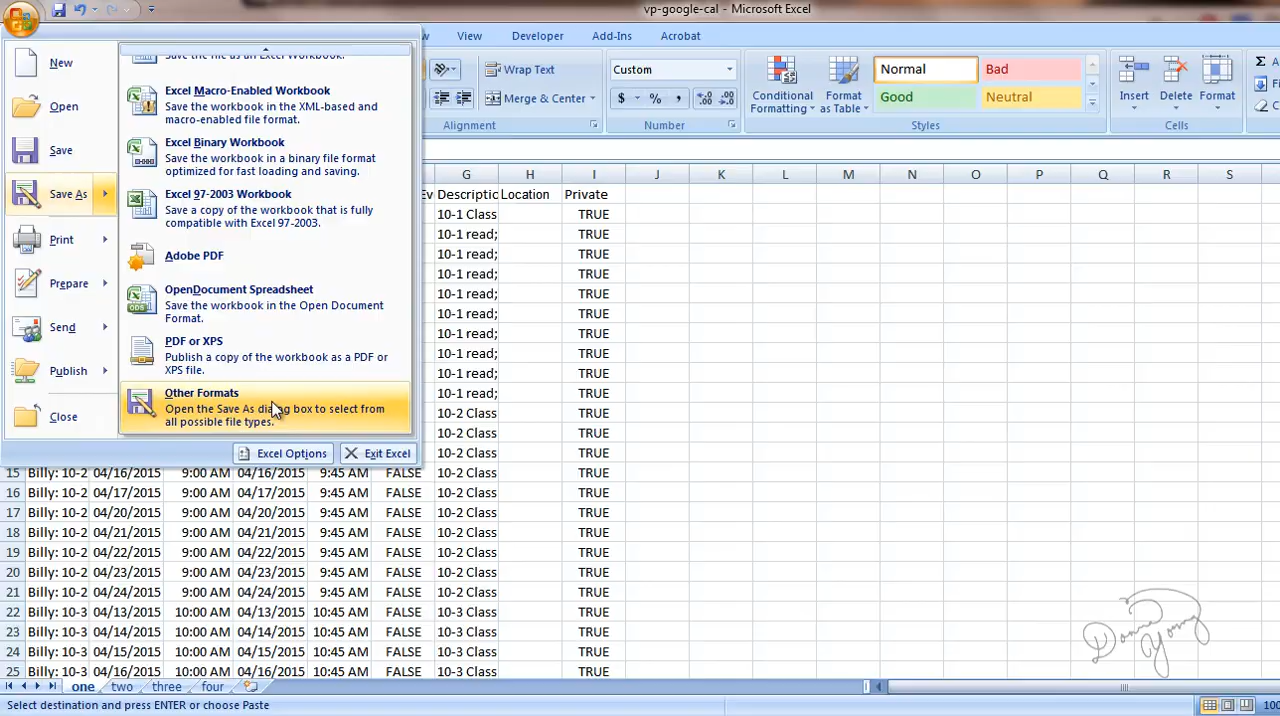 vp-google-cal - Microsoft Excel
View Developer Add-Ins Acrobat
New
Open
Save
Save As
Print
Prepare
Send
Publish
Close
Save the file as an Excel Workbook.
Excel Macro-Enabled Workbook
Save the workbook in the XML-based and
macro-enabled file format.
Excel Binary Workbook
Save the workbook in a binary file format
optimized for fast loading and saving.
Excel 97-2003 Workbook
Save a copy of the workbook that is fully
compatible with Excel 97-2003.
Adobe PDF
OpenDocument Spreadsheet
Save the workbook in the Open Document
Format.
PDF or XPS
Publish a copy of the workbook as a PDF or
XPS file.
Other Formats
Open the Save As dialog box to select from
all possible file types.
Excel Options Exit Excel
Wrap Text
Merge & Center
Alignment
Custom
$ % ,
Number
Conditional
Formatting
Format
as Table
Normal Bad
Good Neutral
Styles
Insert Delete Format
Cells
G H I J K L M N O P Q R S
Ev Descriptic Location Private
10-1 Class TRUE
10-1 read; TRUE
10-1 read; TRUE
10-1 read; TRUE
10-1 read; TRUE
10-1 read; TRUE
10-1 read; TRUE
10-1 read; TRUE
10-1 read; TRUE
10-1 read; TRUE
10-2 Class TRUE
10-2 Class TRUE
10-2 Class TRUE
15 Billy: 10-2 04/16/2015 9:00 AM 04/16/2015 9:45 AM FALSE 10-2 Class TRUE
16 Billy: 10-2 04/17/2015 9:00 AM 04/17/2015 9:45 AM FALSE 10-2 Class TRUE
17 Billy: 10-2 04/20/2015 9:00 AM 04/20/2015 9:45 AM FALSE 10-2 Class TRUE
18 Billy: 10-2 04/21/2015 9:00 AM 04/21/2015 9:45 AM FALSE 10-2 Class TRUE
19 Billy: 10-2 04/22/2015 9:00 AM 04/22/2015 9:45 AM FALSE 10-2 Class TRUE
20 Billy: 10-2 04/23/2015 9:00 AM 04/23/2015 9:45 AM FALSE 10-2 Class TRUE
21 Billy: 10-2 04/24/2015 9:00 AM 04/24/2015 9:45 AM FALSE 10-2 Class TRUE
22 Billy: 10-3 04/13/2015 10:00 AM 04/13/2015 10:45 AM FALSE 10-3 Class TRUE
23 Billy: 10-3 04/14/2015 10:00 AM 04/14/2015 10:45 AM FALSE 10-3 Class TRUE
24 Billy: 10-3 04/15/2015 10:00 AM 04/15/2015 10:45 AM FALSE 10-3 Class TRUE
25 Billy: 10-3 04/16/2015 10:00 AM 04/16/2015 10:45 AM FALSE 10-3 Class TRUE
Donna Young
one two three four
Select destination and press ENTER or choose Paste
100